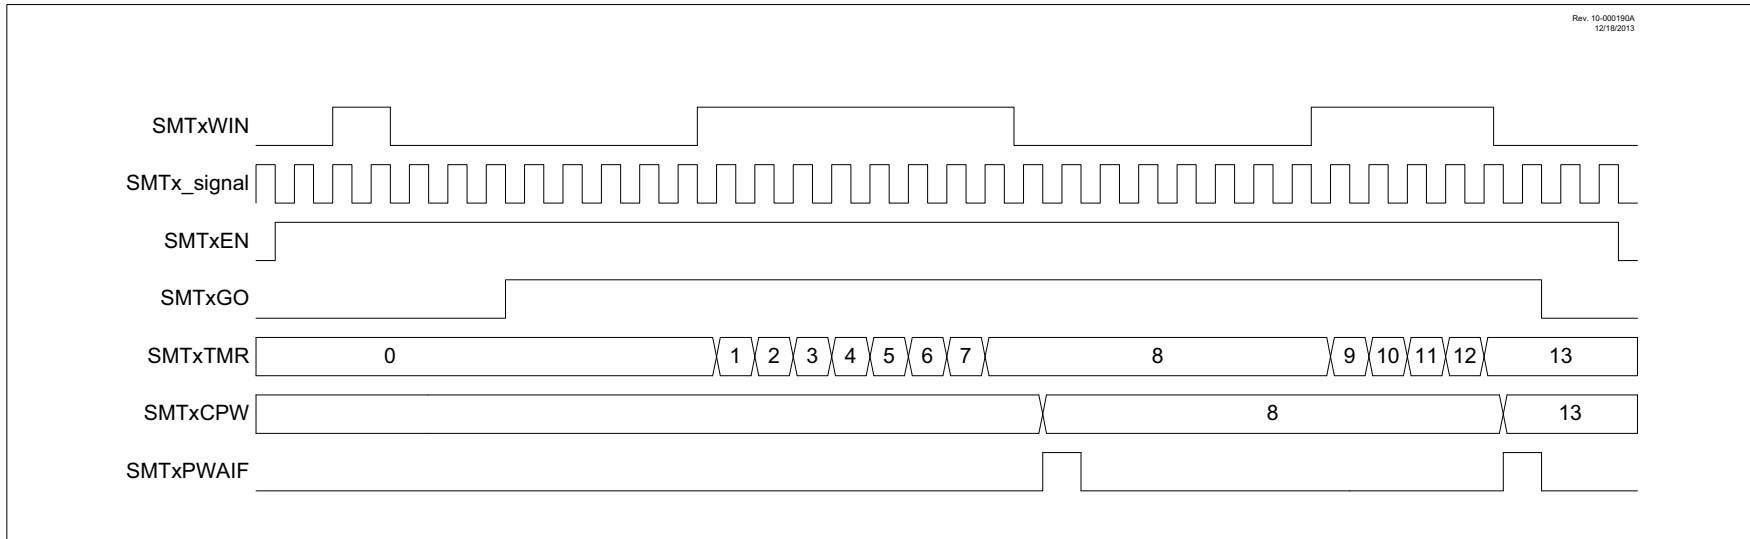 Rev. 10-000190A
12/18/2013
SMTxWIN
SMTx_signal
SMTxEN
SMTxGO
SMTxTMR 0 1 2 3 4 5 6 7 8 9 10 11 12 13
SMTxCPW 8 13
SMTxPWAIF